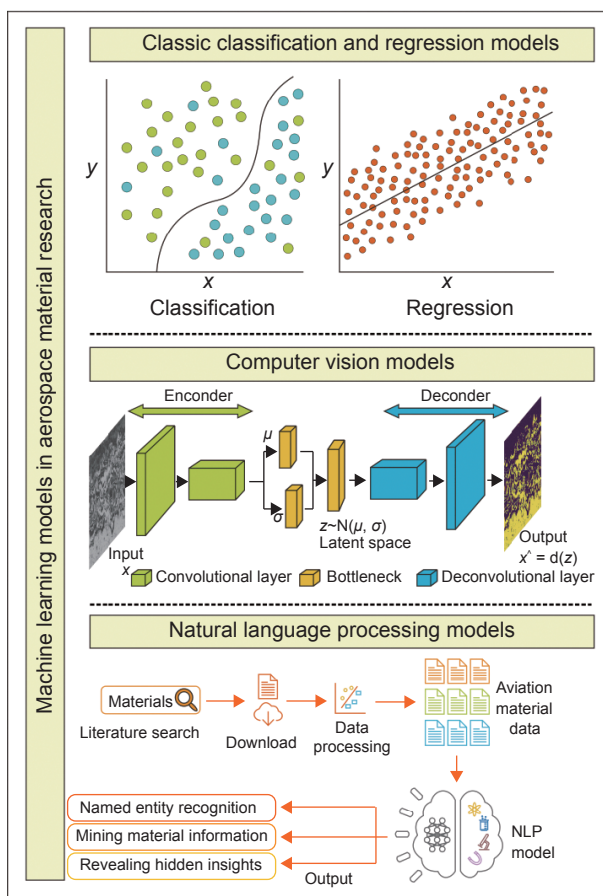 Machine learning models in aerospace material research
Classic classification and regression models
y
x
Classification
y
x
Regression
Computer vision models
Enconder
Deconder
μ
σ
z~N(μ, σ)
Latent space
Input
x
Output
x^ = d(z)
Convolutional layer
Bottleneck
Deconvolutional layer
Natural language processing models
Materials
Literature search
Download
Data
processing
Aviation
material
data
NLP
model
Named entity recognition
Mining material information
Revealing hidden insights
Output